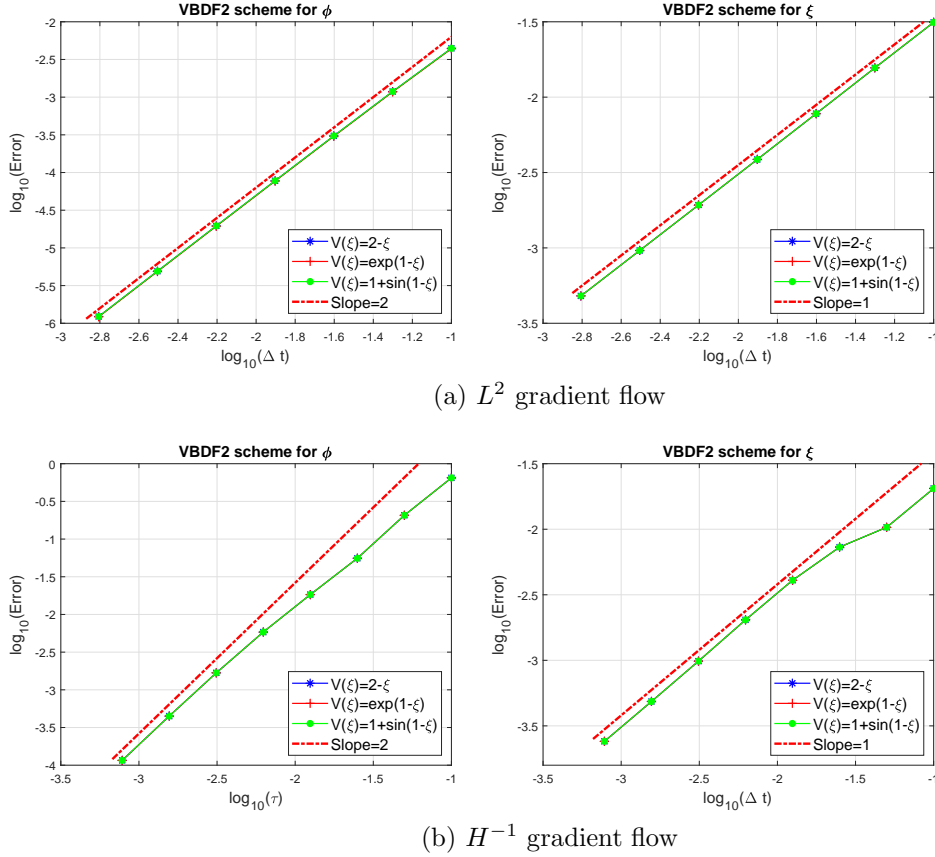 VBDF2 scheme for ϕ
-2
-2.5
-3
-3.5
-4
-4.5
-5
-5.5
-6
log10(Error)
-3 -2.8 -2.6 -2.4 -2.2 -2 -1.8 -1.6 -1.4 -1.2 -1
log10(Δ t)
V(ξ)=2-ξ
V(ξ)=exp(1-ξ)
V(ξ)=1+sin(1-ξ)
Slope=2
VBDF2 scheme for ξ
-1.5
-2
-2.5
-3
-3.5
log10(Error)
-3 -2.8 -2.6 -2.4 -2.2 -2 -1.8 -1.6 -1.4 -1.2 -1
log10(Δ t)
V(ξ)=2-ξ
V(ξ)=exp(1-ξ)
V(ξ)=1+sin(1-ξ)
Slope=1
(a) L² gradient flow
VBDF2 scheme for ϕ
0
-0.5
-1
-1.5
-2
-2.5
-3
-3.5
-4
log10(Error)
-3.5 -3 -2.5 -2 -1.5 -1
log10(τ)
V(ξ)=2-ξ
V(ξ)=exp(1-ξ)
V(ξ)=1+sin(1-ξ)
Slope=2
VBDF2 scheme for ξ
-1.5
-2
-2.5
-3
-3.5
log10(Error)
-3.5 -3 -2.5 -2 -1.5 -1
log10(Δ t)
V(ξ)=2-ξ
V(ξ)=exp(1-ξ)
V(ξ)=1+sin(1-ξ)
Slope=1
(b) H⁻¹ gradient flow